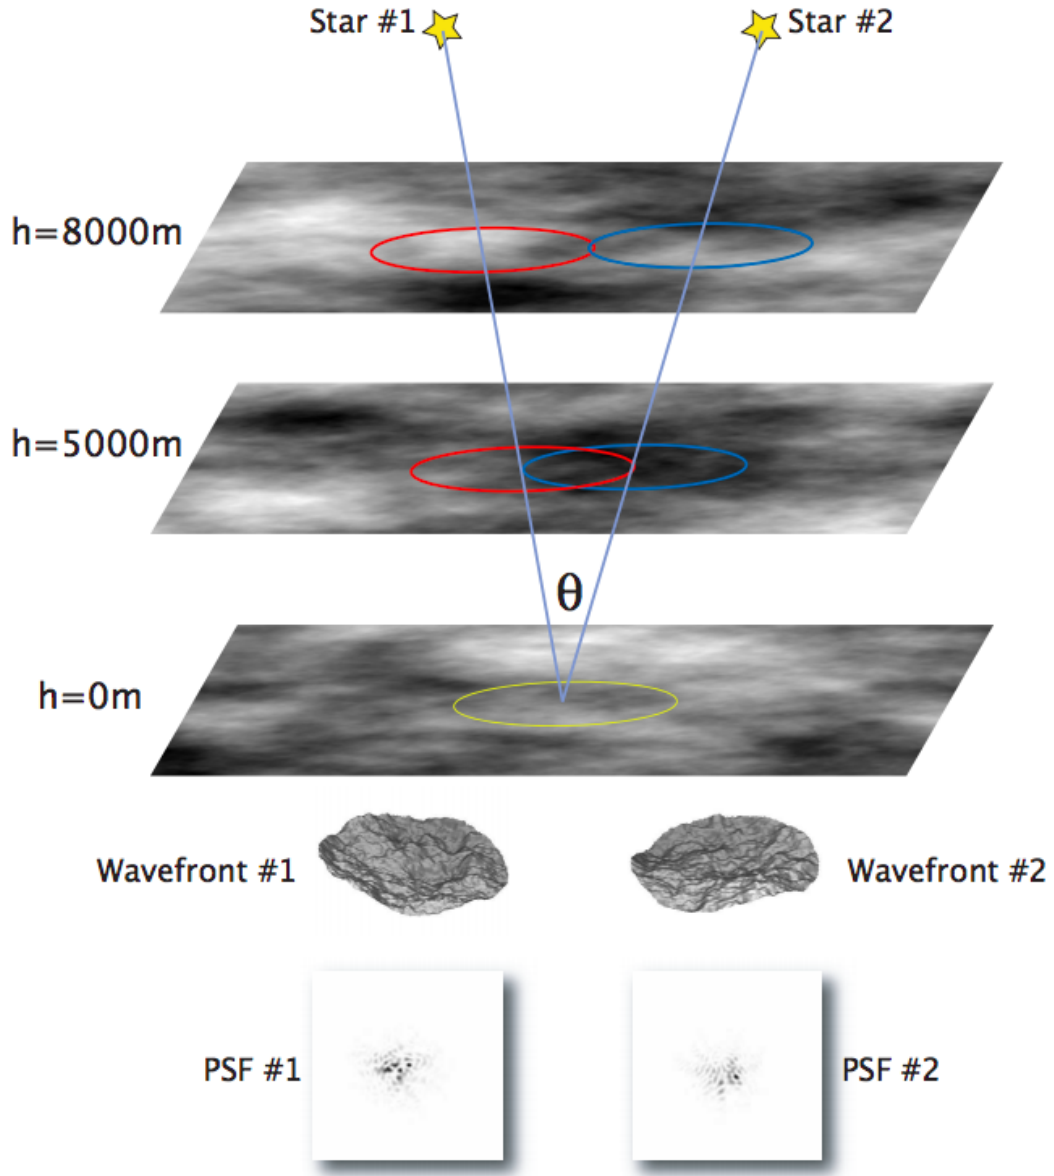 Star #1
Star #2
h=8000m
h=5000m
θ
h=0m
Wavefront #1
Wavefront #2
PSF #1
PSF #2